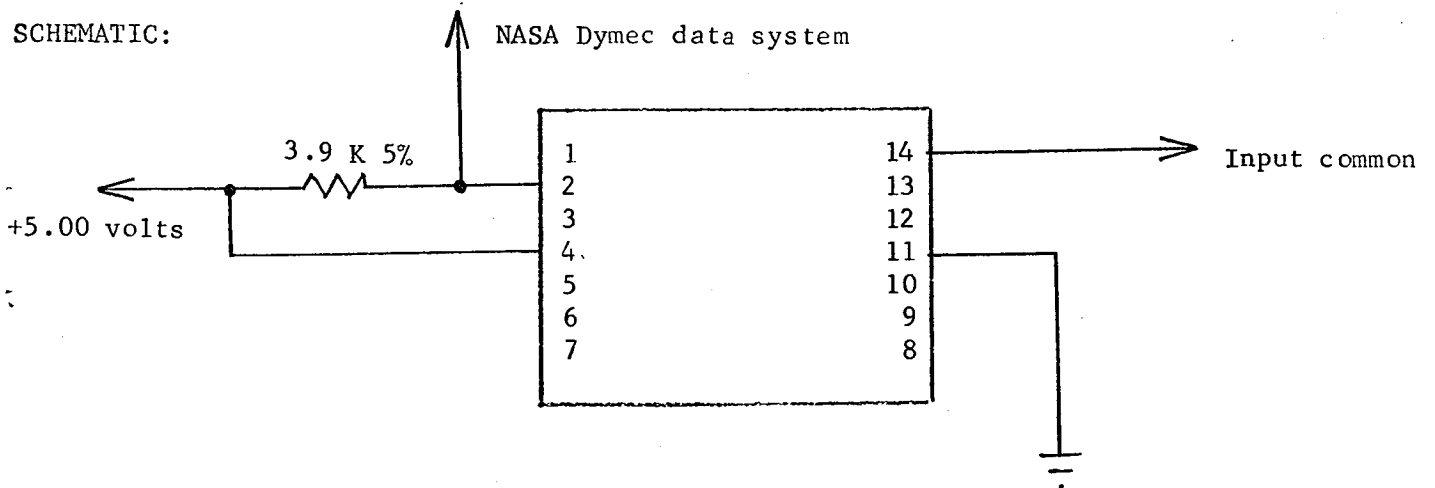 SCHEMATIC:
NASA Dymec data system
3.9 K 5%
+5.00 volts
1
2
3
4
5
6
7
14
13
12
11
10
9
8
Input common